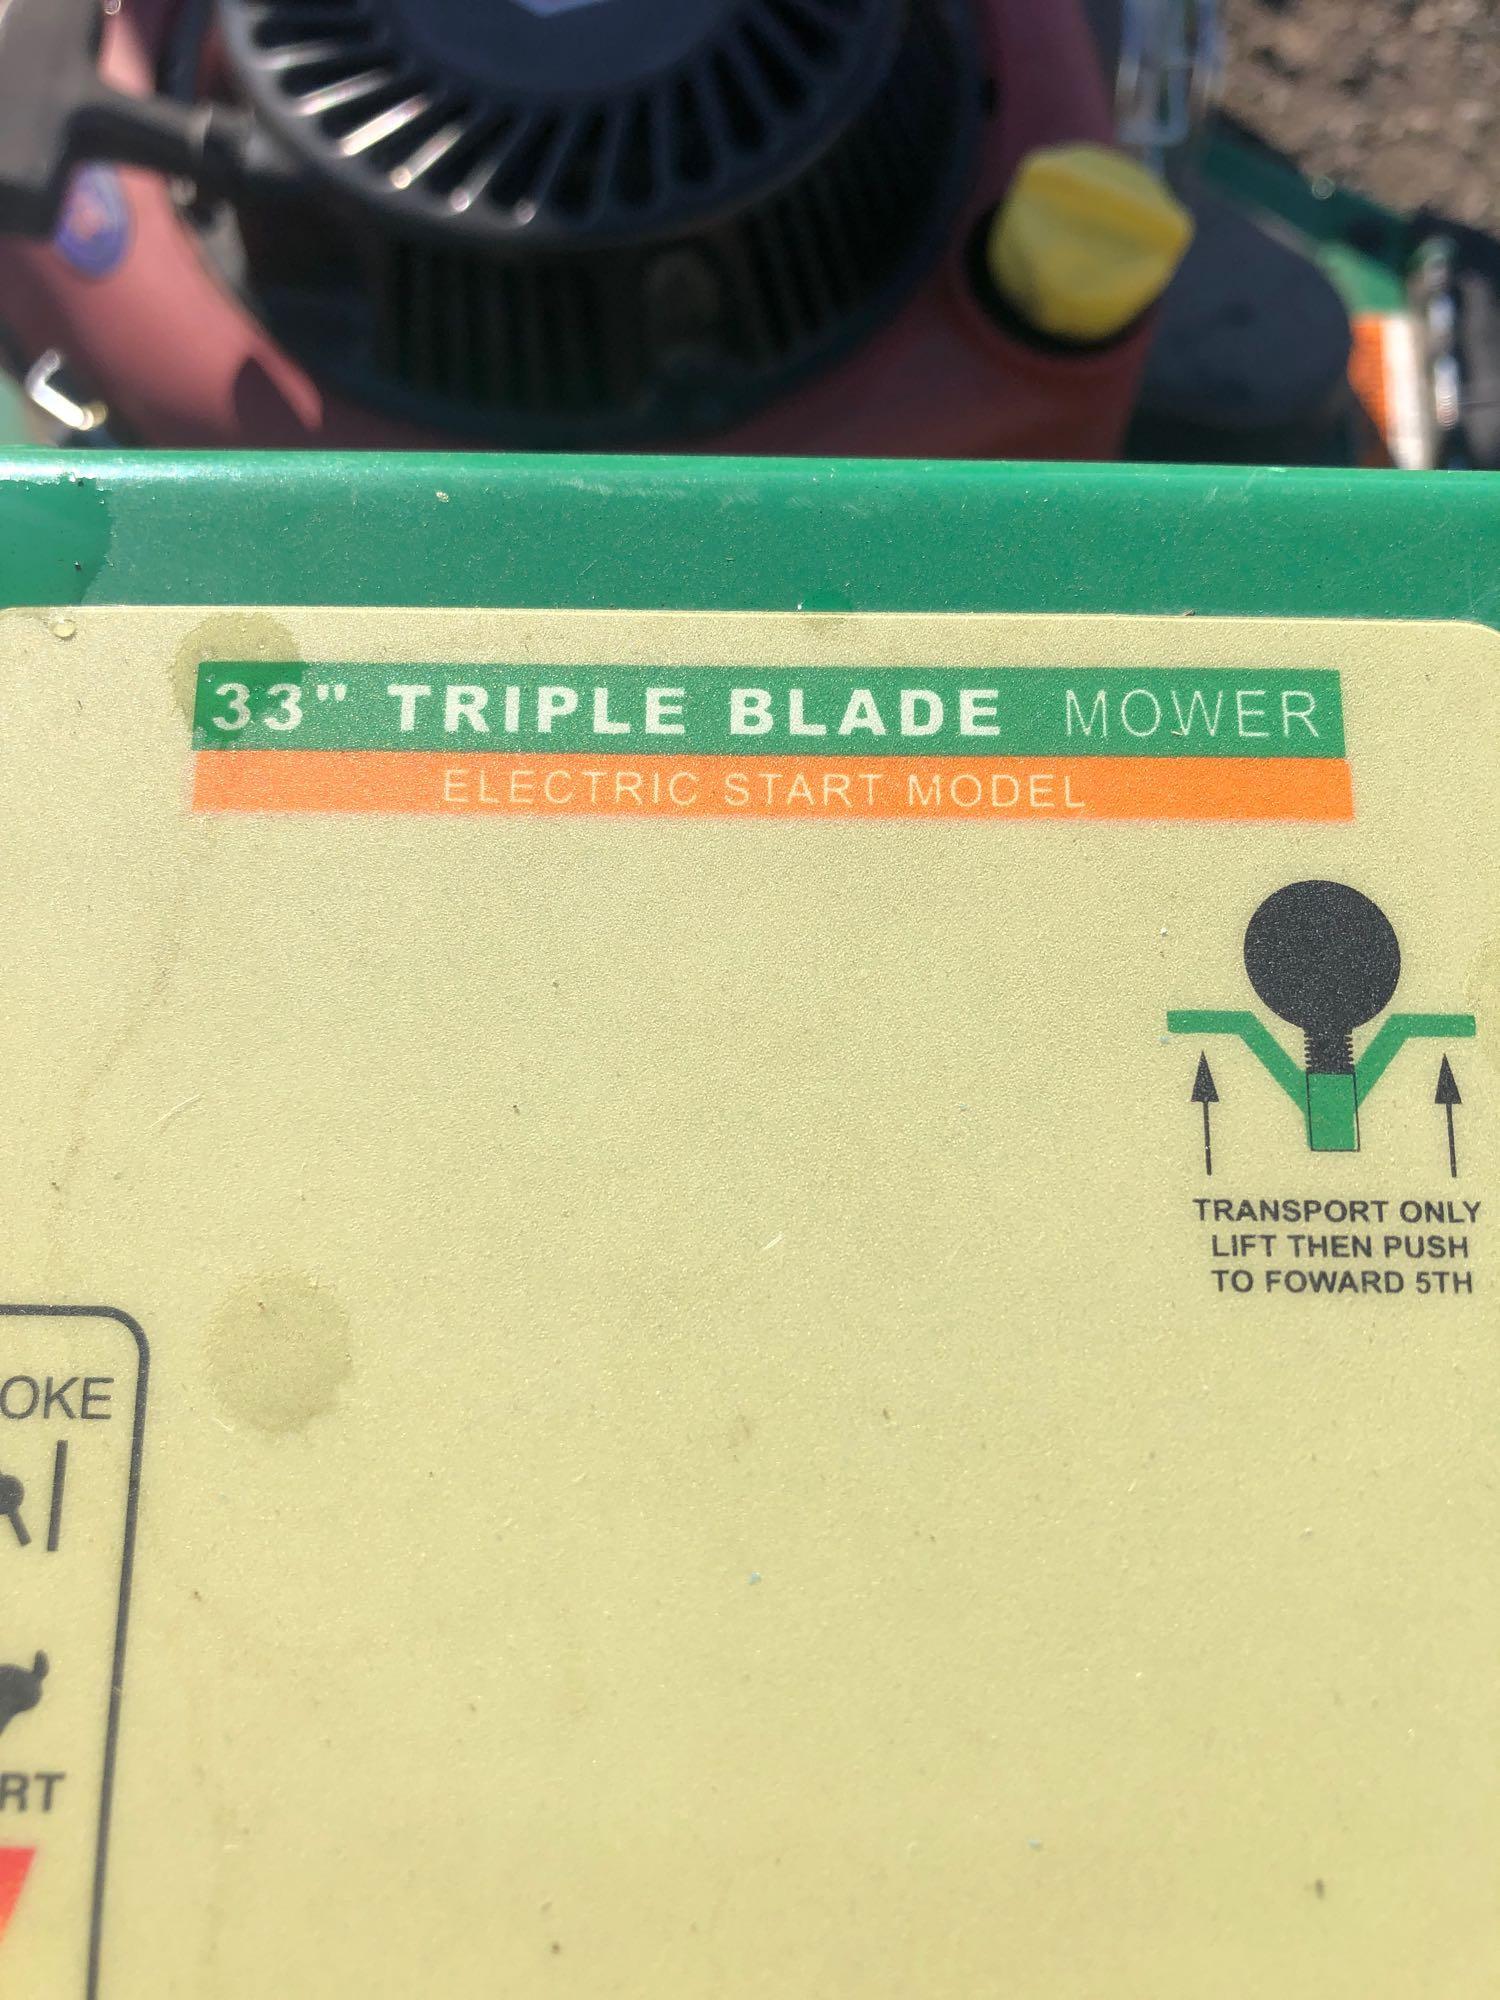 33" TRIPLE BLADE MOWER
ELECTRIC START MODEL
TRANSPORT ONLY
LIFT THEN PUSH
TO FOWARD 5TH
OKE
RT